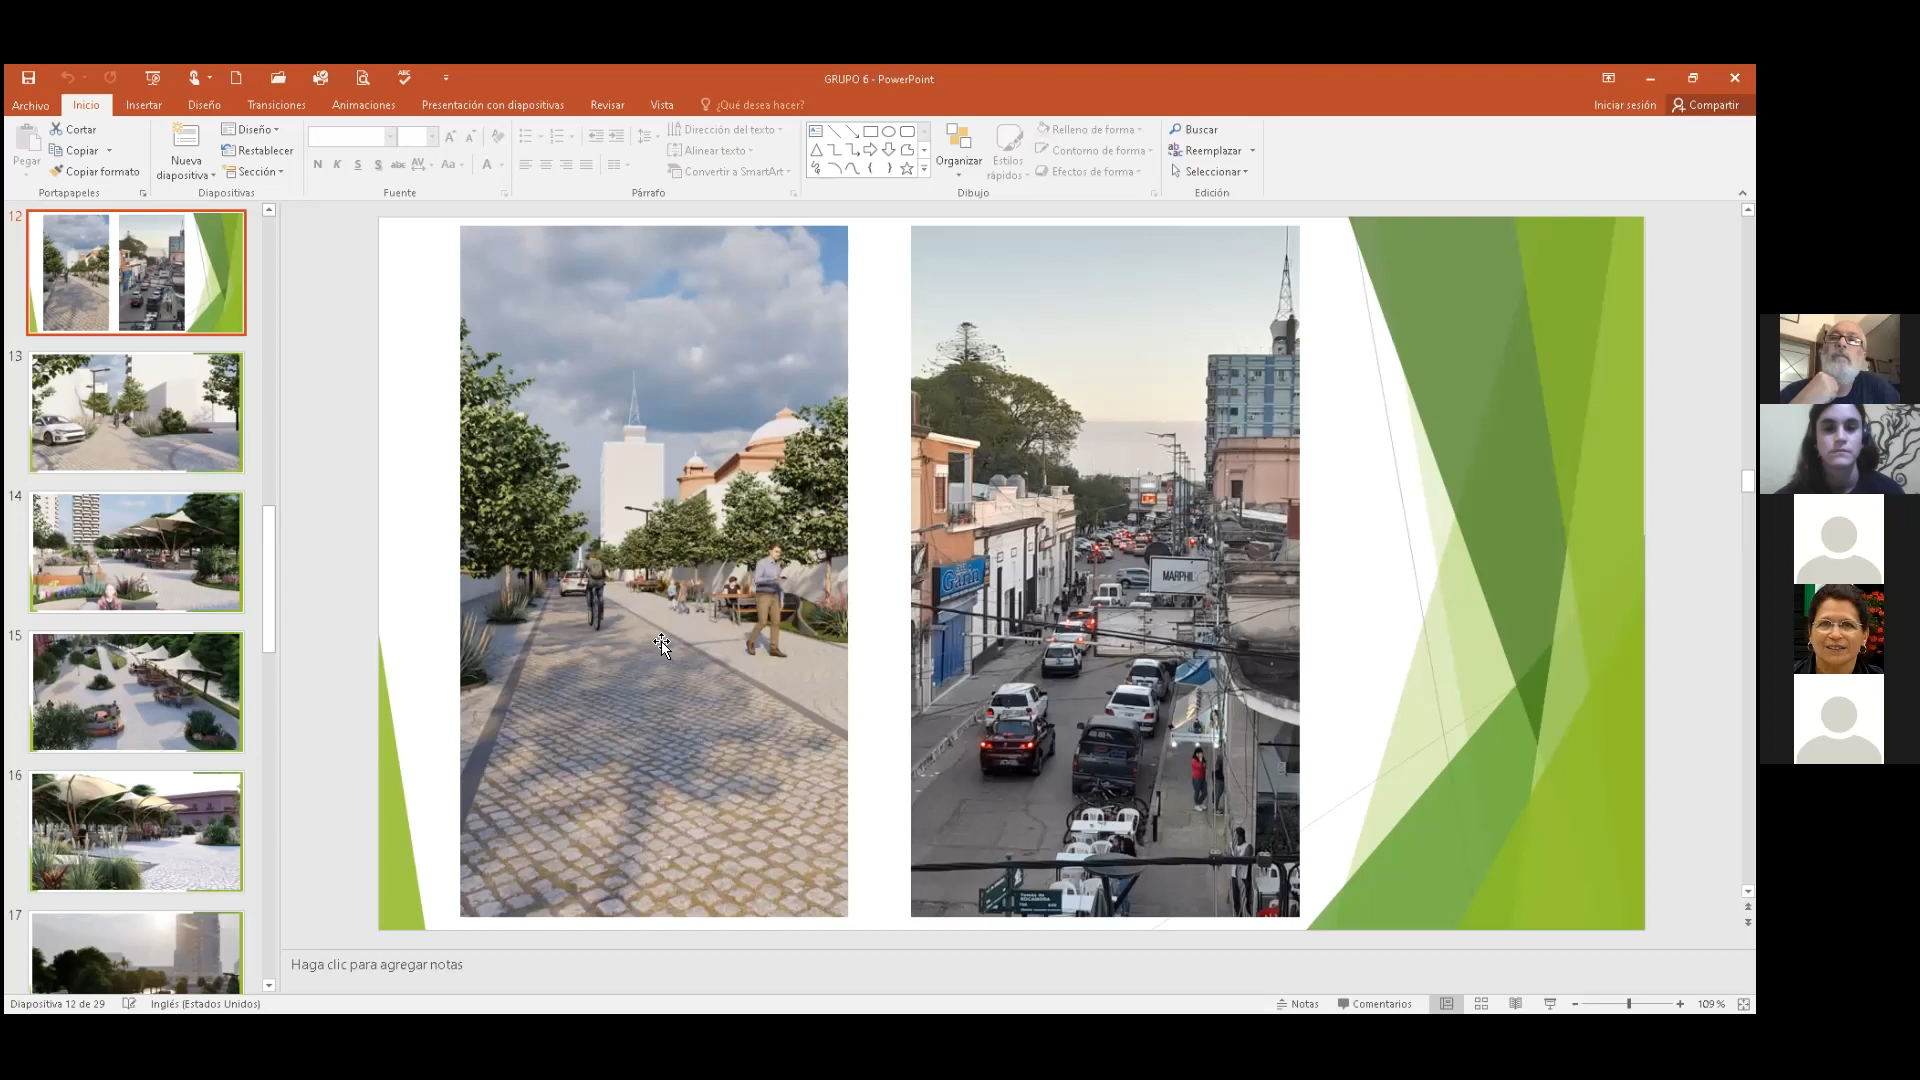 GRUPO 6 - PowerPoint
Archivo Inicio Insertar Diseño Transiciones Animaciones Presentación con diapositivas Revisar Vista ¿Qué desea hacer? Iniciar sesión Compartir
Pegar
Cortar
Copiar
Copiar formato
Portapapeles
Nueva
diapositiva
Diseño
Restablecer
Sección
Diapositivas
N K S S abc AV Aa A
Fuente
Dirección del texto
Alinear texto
Convertir a SmartArt
Párrafo
Organizar
Estilos
rápidos
Relleno de forma
Contorno de forma
Efectos de forma
Dibujo
Buscar
Reemplazar
Seleccionar
Edición
12
13
14
15
16
17
Garin
MARPHIL
Haga clic para agregar notas
Diapositiva 12 de 29 Inglés (Estados Unidos) Notas Comentarios 109 %